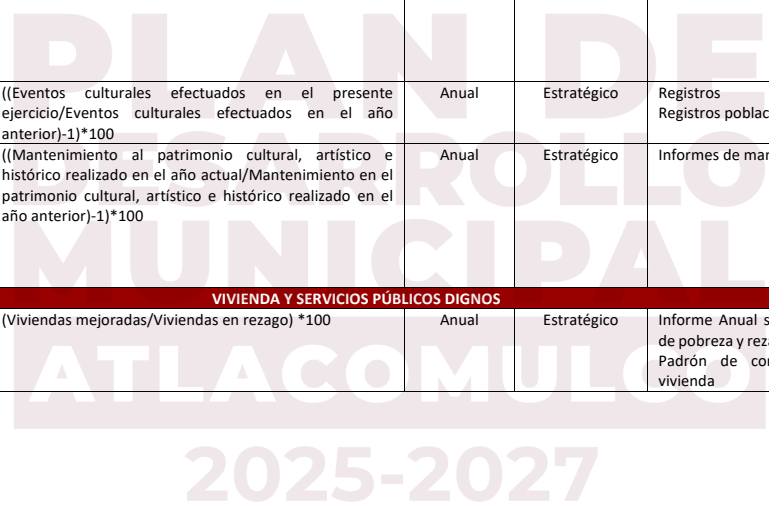 PLAN DE
DESARROLLO
MUNICIPAL
ATLACOMULCO
2025-2027
((Eventos culturales efectuados en el presente
ejercicio/Eventos culturales efectuados en el año
anterior)-1)*100
Anual
Estratégico
Registros
Registros poblac
((Mantenimiento al patrimonio cultural, artístico e
histórico realizado en el año actual/Mantenimiento en el
patrimonio cultural, artístico e histórico realizado en el
año anterior)-1)*100
Anual
Estratégico
Informes de man
VIVIENDA Y SERVICIOS PÚBLICOS DIGNOS
(Viviendas mejoradas/Viviendas en rezago) *100
Anual
Estratégico
Informe Anual s
de pobreza y reza
Padrón de con
vivienda